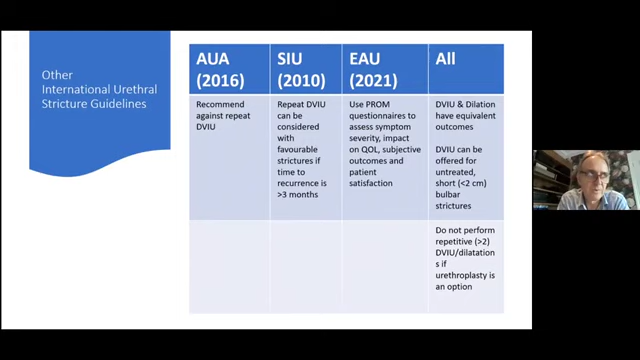 Other
International Urethral
Stricture Guidelines
AUA
(2016)
SIU
(2010)
EAU
(2021)
All
Recommend
against repeat
DVIU
Repeat DVIU
can be
considered
with
favourable
strictures if
time to
recurrence is
>3 months
Use PROM
questionnaires to
assess symptom
severity, impact
on QOL, subjective
outcomes and
patient
satisfaction
DVIU & Dilation
have equivalent
outcomes
DVIU can be
offered for
untreated,
short (<2 cm)
bulbar
strictures
Do not perform
repetitive (>2)
DVIU/dilatation
s if
urethroplasty is
an option